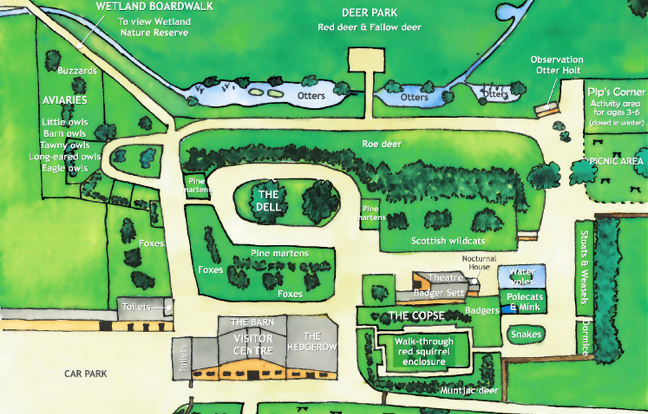 WETLAND BOARDWALK
To view Wetland
Nature Reserve
DEER PARK
Red deer & Fallow deer
Observation
Otter Holt
Buzzards
AVIARIES
Little owls
Barn owls
Tawny owls
Long-eared owls
Eagle owls
Otters
Otters
Otters
Pip's Corner
Activity area
for ages 3-6
(closed in winter)
PICNIC AREA
Roe deer
Pine
martens
THE
DELL
Pine
martens
Scottish wildcats
Foxes
Pine martens
Foxes
Foxes
Nocturnal
House
Theatre
Badger Sett
Water
voles
Polecats
& Mink
Stoats & Weasels
Dormice
Toilets
THE BARN
VISITOR
CENTRE
THE
HEDGEROW
Toilets
THE COPSE
Badgers
Snakes
Walk-through
red squirrel
enclosure
Muntjac deer
CAR PARK